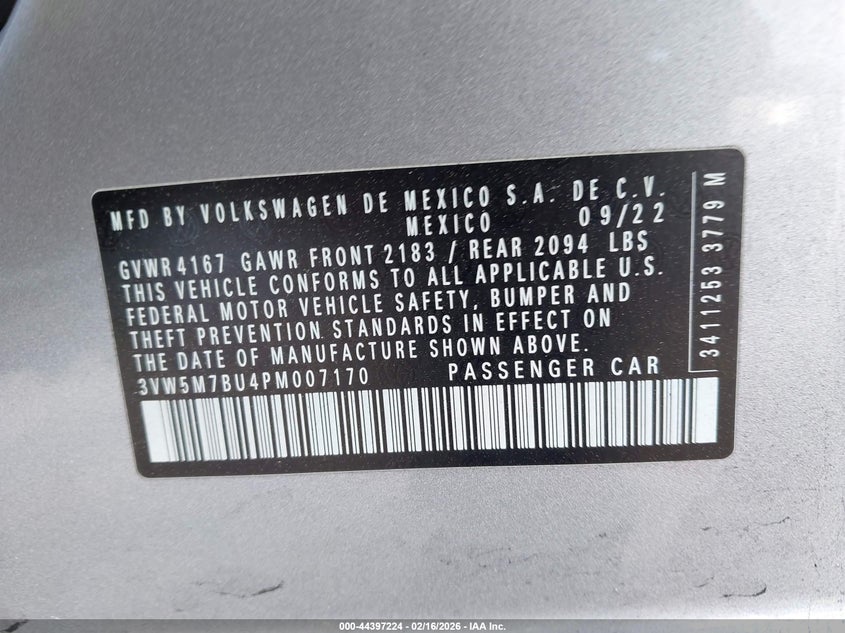 MFD BY VOLKSWAGEN DE MEXICO S.A. DE C.V.
MEXICO 09/22
GVWR 4167 GAWR FRONT 2183 / REAR 2094 LBS
THIS VEHICLE CONFORMS TO ALL APPLICABLE U.S.
FEDERAL MOTOR VEHICLE SAFETY, BUMPER AND
THEFT PREVENTION STANDARDS IN EFFECT ON
THE DATE OF MANUFACTURE SHOWN ABOVE.
3VW5M7BU4PM007170 PASSENGER CAR
3411253 3779 M
000-44397224 - 02/16/2026 - IAA Inc.